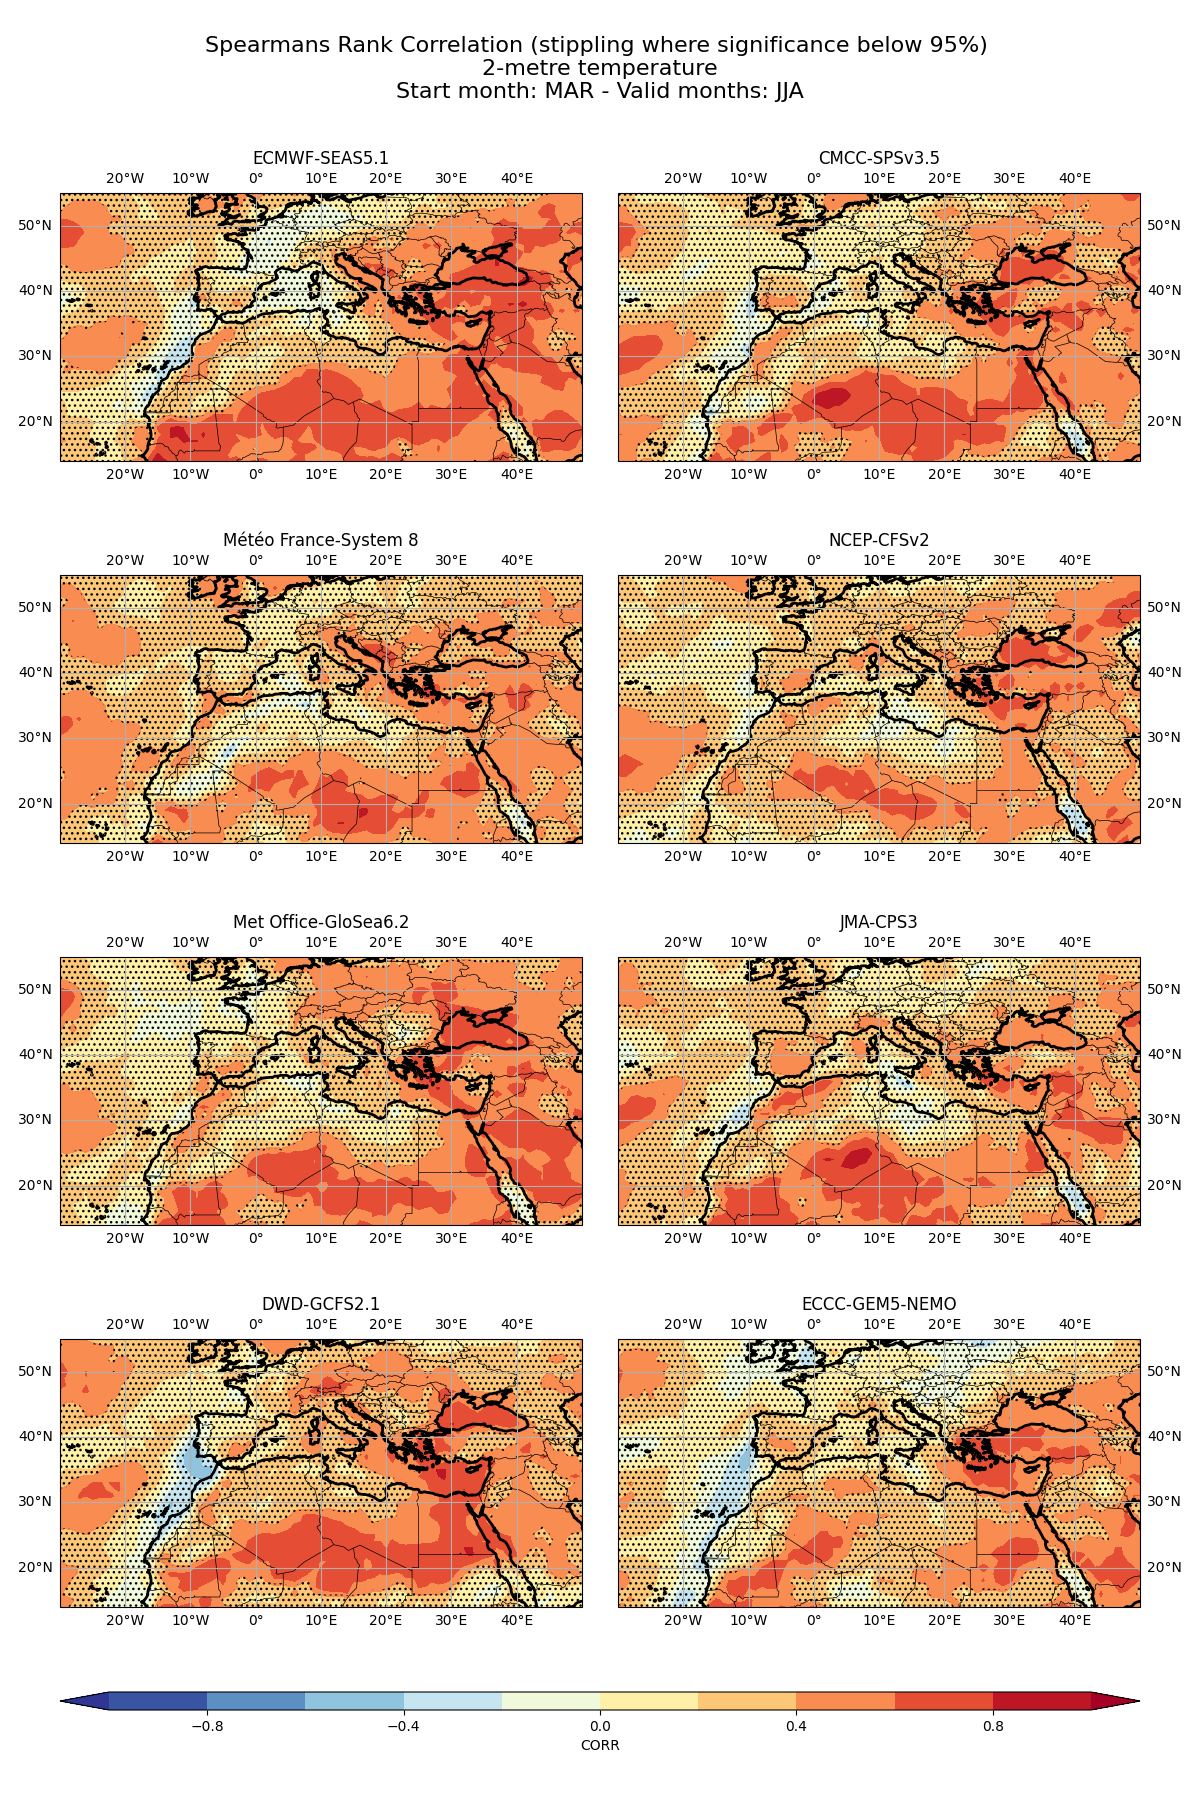 Spearmans Rank Correlation (stippling where significance below 95%)
2-metre temperature
Start month: MAR - Valid months: JJA
ECMWF-SEAS5.1
20°W 10°W 0° 10°E 20°E 30°E 40°E
50°N
40°N
30°N
20°N
20°W 10°W 0° 10°E 20°E 30°E 40°E
CMCC-SPSv3.5
20°W 10°W 0° 10°E 20°E 30°E 40°E
50°N
40°N
30°N
20°N
20°W 10°W 0° 10°E 20°E 30°E 40°E
Météo France-System 8
20°W 10°W 0° 10°E 20°E 30°E 40°E
50°N
40°N
30°N
20°N
20°W 10°W 0° 10°E 20°E 30°E 40°E
NCEP-CFSv2
20°W 10°W 0° 10°E 20°E 30°E 40°E
50°N
40°N
30°N
20°N
20°W 10°W 0° 10°E 20°E 30°E 40°E
Met Office-GloSea6.2
20°W 10°W 0° 10°E 20°E 30°E 40°E
50°N
40°N
30°N
20°N
20°W 10°W 0° 10°E 20°E 30°E 40°E
JMA-CPS3
20°W 10°W 0° 10°E 20°E 30°E 40°E
50°N
40°N
30°N
20°N
20°W 10°W 0° 10°E 20°E 30°E 40°E
DWD-GCFS2.1
20°W 10°W 0° 10°E 20°E 30°E 40°E
50°N
40°N
30°N
20°N
20°W 10°W 0° 10°E 20°E 30°E 40°E
ECCC-GEM5-NEMO
20°W 10°W 0° 10°E 20°E 30°E 40°E
50°N
40°N
30°N
20°N
20°W 10°W 0° 10°E 20°E 30°E 40°E
−0.8 −0.4 0.0 0.4 0.8
CORR